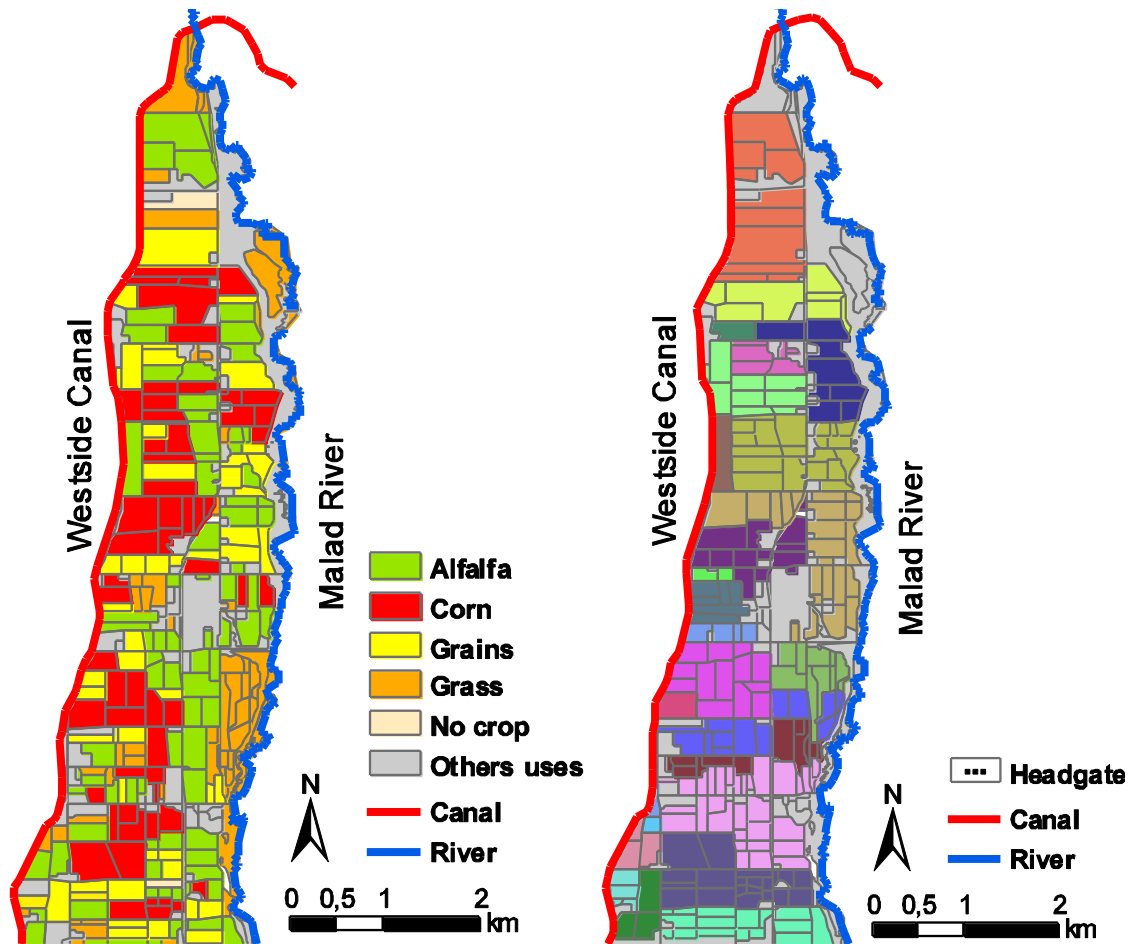 Westside Canal
Malad River
Alfalfa
Corn
Grains
Grass
No crop
Others uses
Canal
River
N
0 0,5 1 2
km
Westside Canal
Malad River
Headgate
Canal
River
N
0 0,5 1 2
km